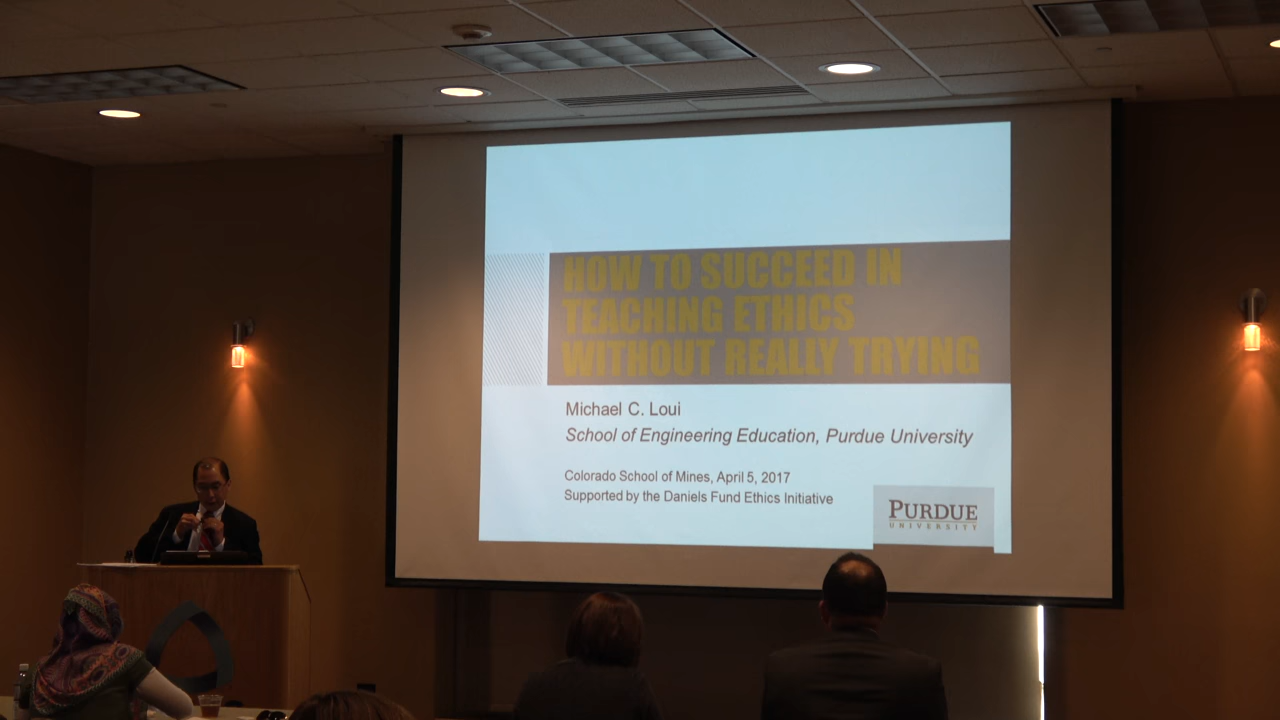 HOW TO SUCCEED IN
TEACHING ETHICS
WITHOUT REALLY TRYING
Michael C. Loui
School of Engineering Education, Purdue University
Colorado School of Mines, April 5, 2017
Supported by the Daniels Fund Ethics Initiative
PURDUE
UNIVERSITY